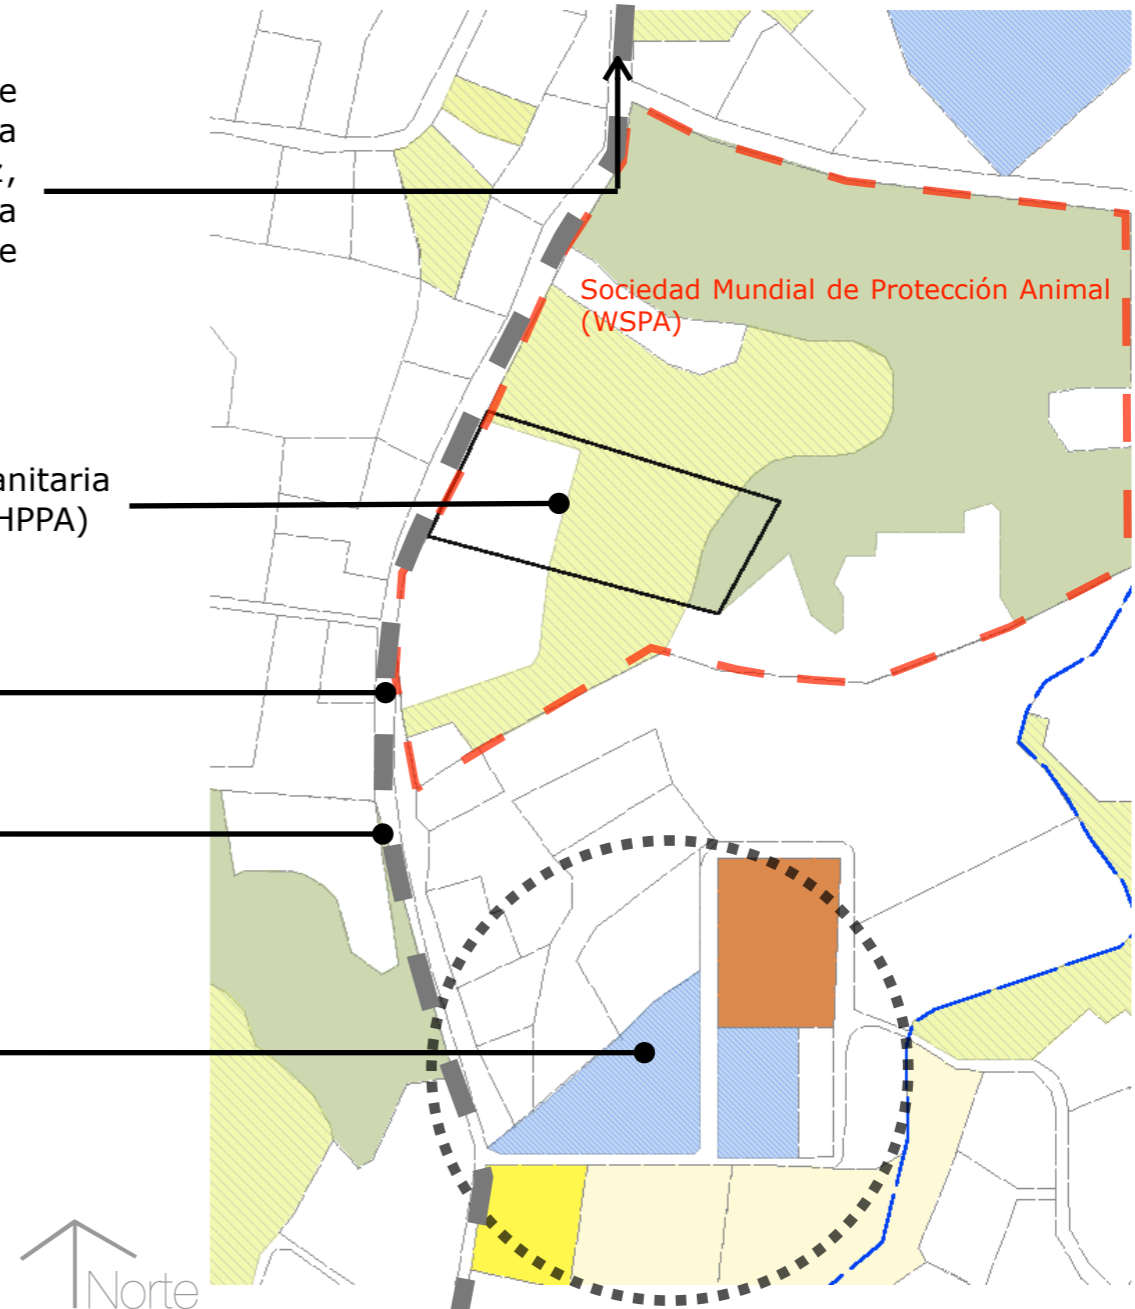 e
a
z,
a
e
Sociedad Mundial de Protección Animal
(WSPA)
anitaria
HPPA)
Norte